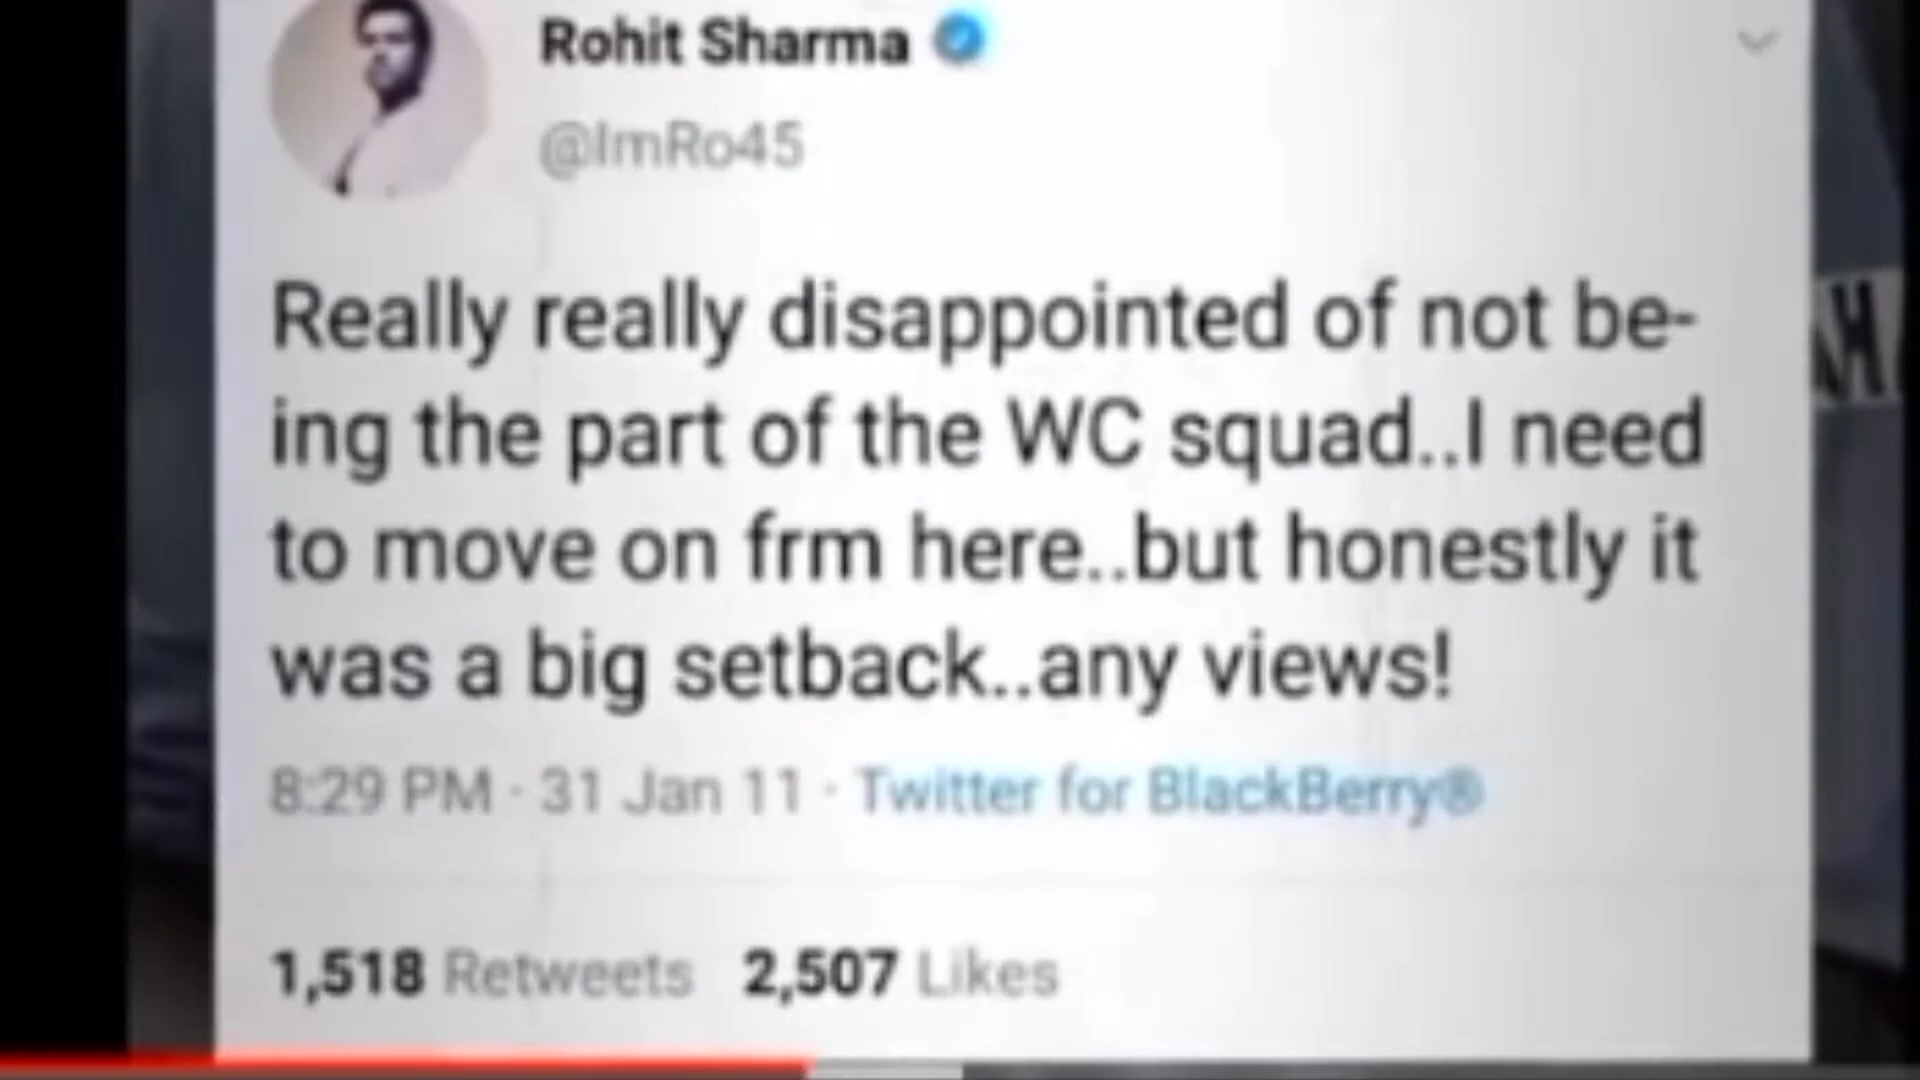 Rohit Sharma
@ImRo45
Really really disappointed of not be-
ing the part of the WC squad..I need
to move on frm here..but honestly it
was a big setback..any views!
8:29 PM · 31 Jan 11 · Twitter for BlackBerry®
1,518 Retweets 2,507 Likes